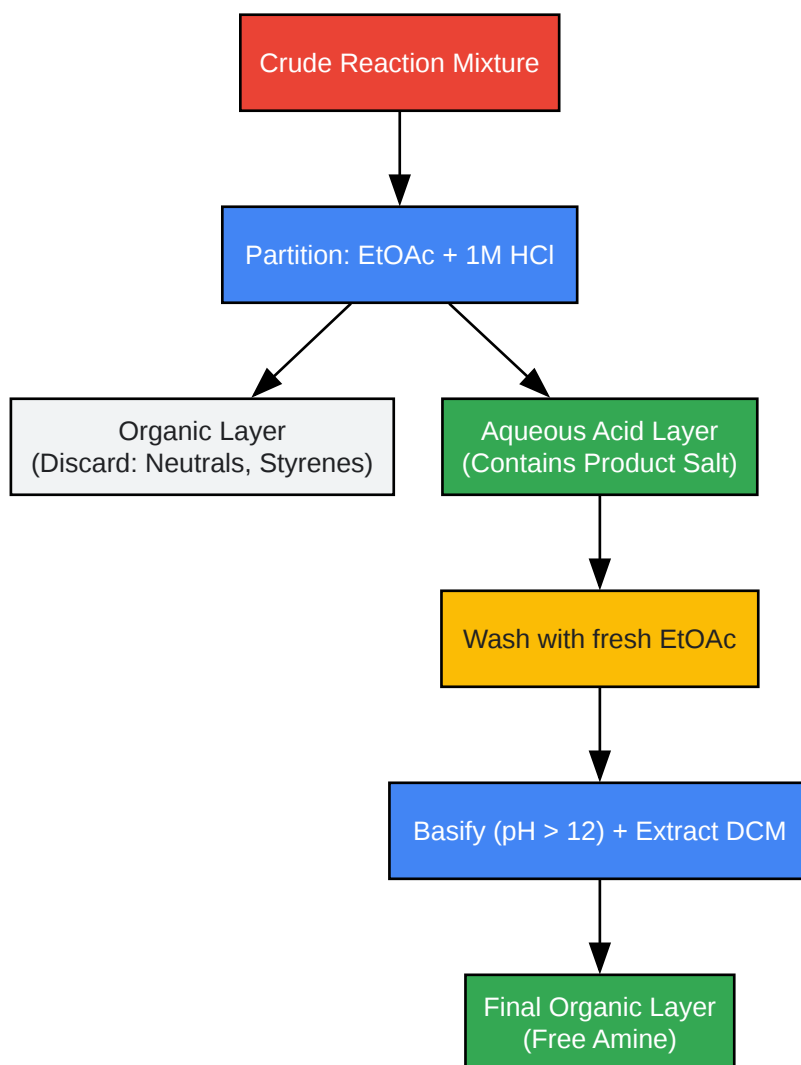 Crude Reaction Mixture
Partition: EtOAc + 1M HCl
Organic Layer
(Discard: Neutrals, Styrenes)
Aqueous Acid Layer
(Contains Product Salt)
Wash with fresh EtOAc
Basify (pH > 12) + Extract DCM
Final Organic Layer
(Free Amine)